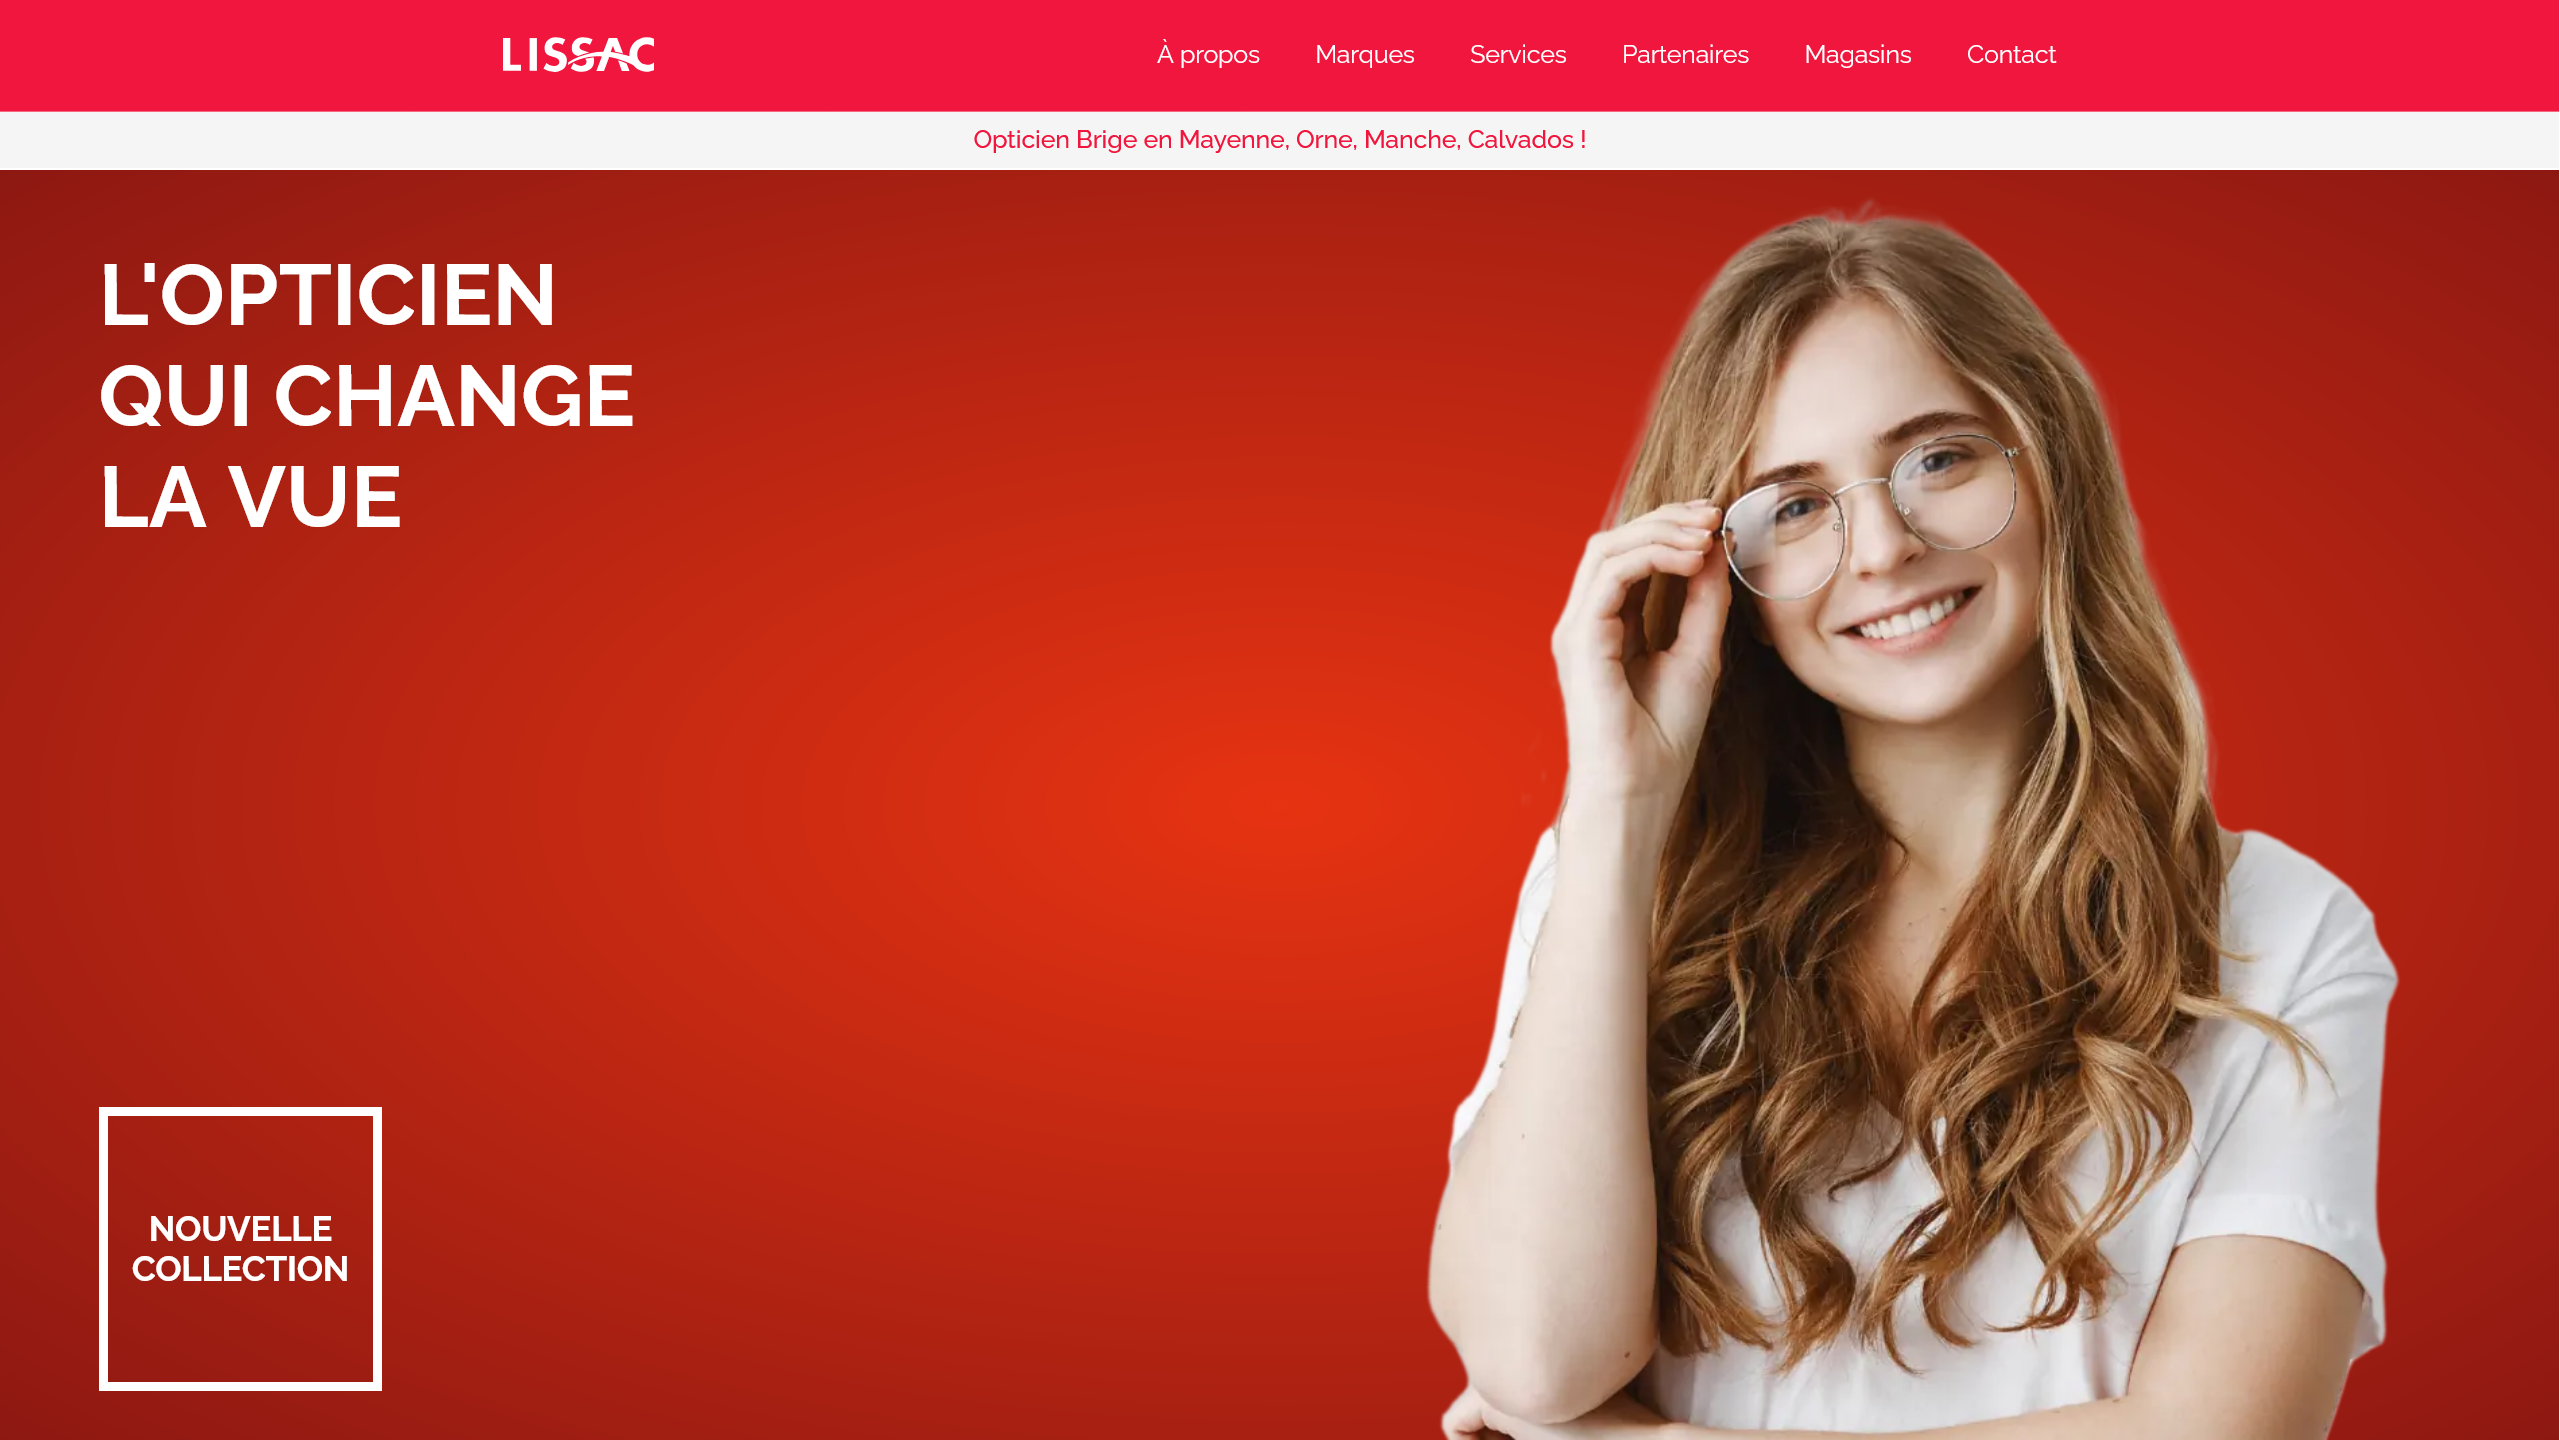 LISSAC
À propos
Marques
Services
Partenaires
Magasins
Contact
Opticien Brige en Mayenne, Orne, Manche, Calvados !
L'OPTICIEN
QUI CHANGE
LA VUE
NOUVELLE
COLLECTION